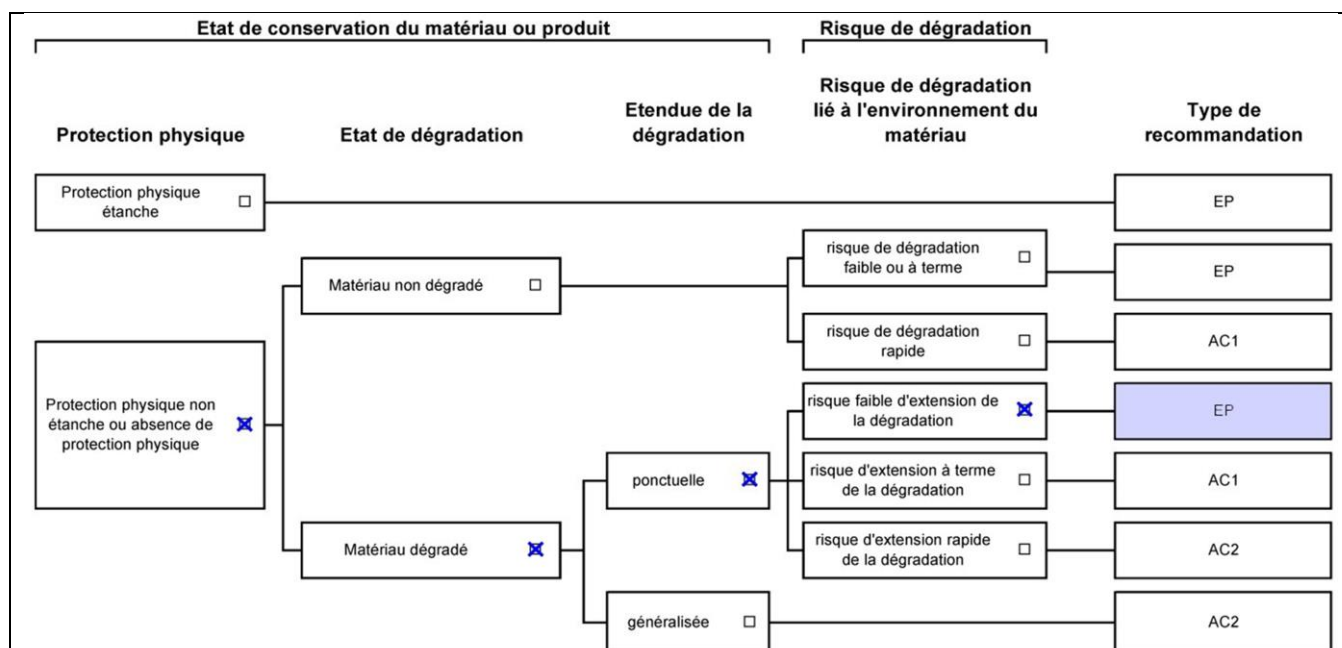 Etat de conservation du matériau ou produit
Risque de dégradation
Protection physique
Etat de dégradation
Etendue de la
dégradation
Risque de dégradation
lié à l'environnement du
matériau
Type de
recommandation
Protection physique
étanche
EP
Matériau non dégradé
risque de dégradation
faible ou à terme
EP
risque de dégradation
rapide
AC1
Protection physique non
étanche ou absence de
protection physique
risque faible d'extension de
la dégradation
EP
ponctuelle
risque d'extension à terme
de la dégradation
AC1
Matériau dégradé
risque d'extension rapide
de la dégradation
AC2
généralisée
AC2